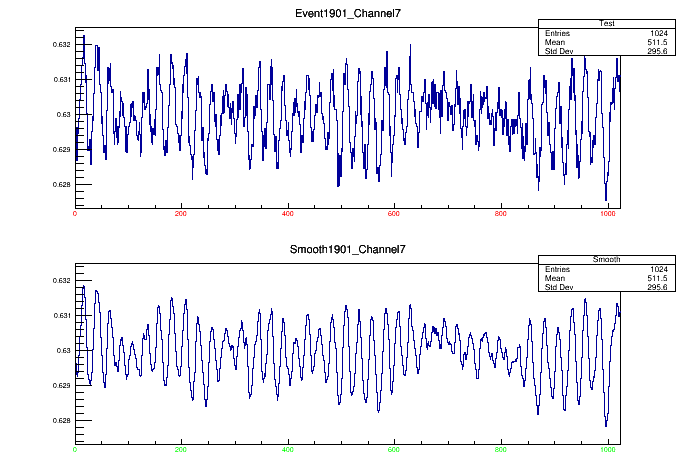 Event1901_Channel7
Test
Entries 1024
Mean 511.5
Std Dev 295.6
0.632
0.631
0.63
0.629
0.628
0 200 400 600 800 1000
Smooth1901_Channel7
Smooth
Entries 1024
Mean 511.5
Std Dev 295.6
0.632
0.631
0.63
0.629
0.628
0 200 400 600 800 1000